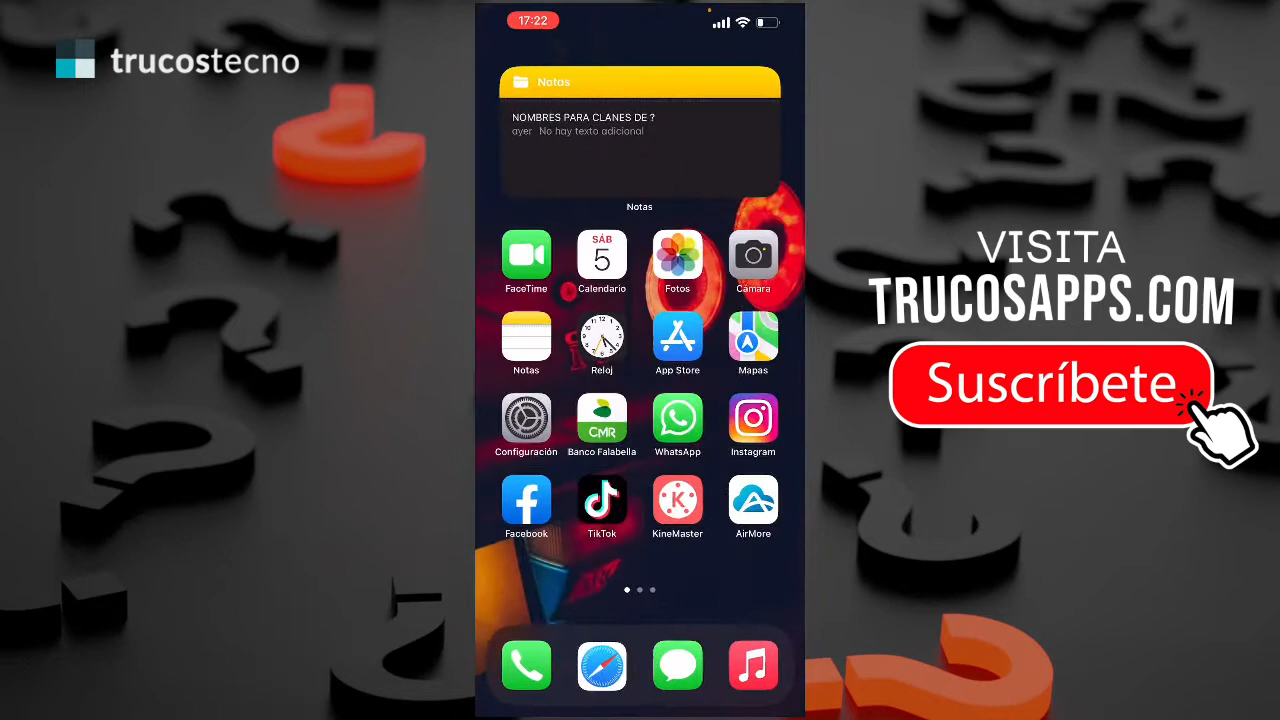 trucostecno
17:22
Notas
NOMBRES PARA CLANES DE ?
ayer No hay texto adicional
Notas
SÁB
5
FaceTime Calendario Fotos Cámara
Notas Reloj App Store Mapas
CMR
Configuración Banco Falabella WhatsApp Instagram
K
Facebook TikTok KineMaster AirMore
VISITA
TRUCOSAPPS.COM
Suscríbete